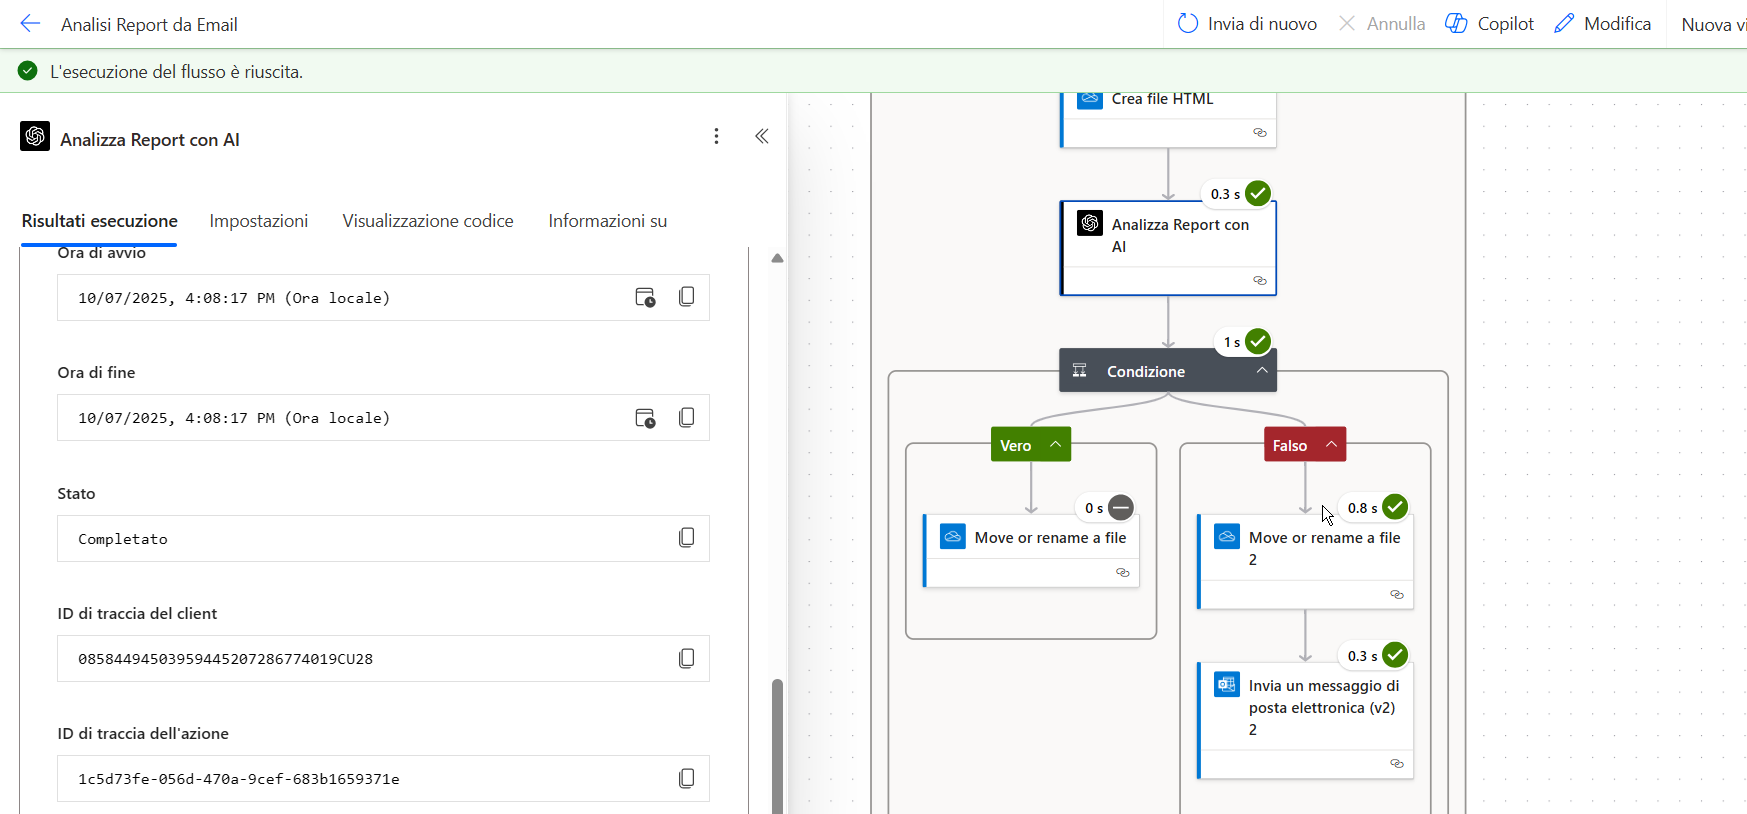 Analisi Report da Email
Invia di nuovo
Annulla
Copilot
Modifica
Nuova vi
L'esecuzione del flusso è riuscita.
Analizza Report con AI
Risultati esecuzione
Impostazioni
Visualizzazione codice
Informazioni su
Ora di avvio
10/07/2025, 4:08:17 PM (Ora locale)
Ora di fine
10/07/2025, 4:08:17 PM (Ora locale)
Stato
Completato
ID di traccia del client
08584494503959445207286774019CU28
ID di traccia dell'azione
1c5d73fe-056d-470a-9cef-683b1659371e
Crea file HTML
0.3 s
Analizza Report con
AI
1 s
Condizione
Vero
0 s
Move or rename a file
Falso
0.8 s
Move or rename a file
2
0.3 s
Invia un messaggio di
posta elettronica (v2)
2